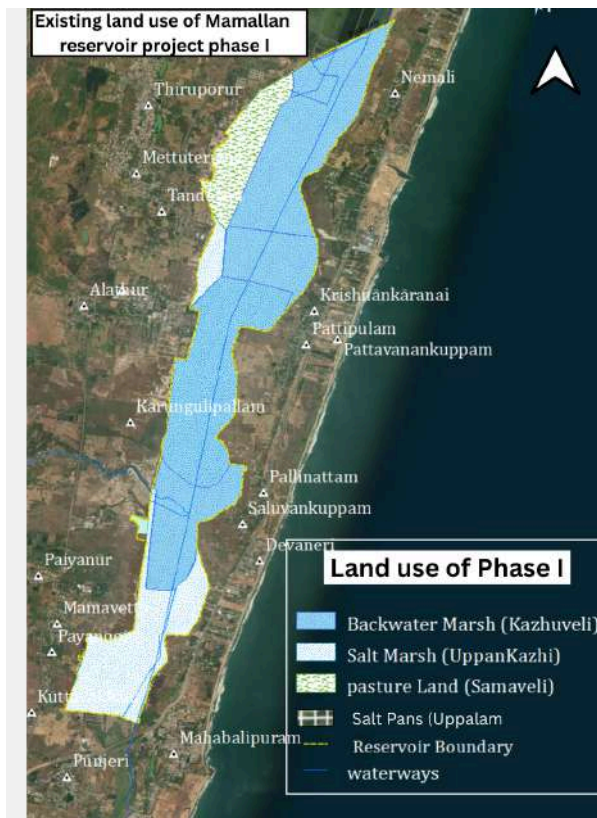 Existing land use of Mamallan
reservoir project phase I
Nemali
Thiruporur
Alathur
Krishnankaranai
Pattipulam
Pattavanankuppam
Karungulipallam
Pallinattam
Saluvankuppam
Devaneri
Paiyanur
Mahabalipuram
Punjeri
Land use of Phase I
Backwater Marsh (Kazhuveli)
Salt Marsh (UppanKazhi)
pasture Land (Samaveli)
Salt Pans (Uppalam
Reservoir Boundary
waterways